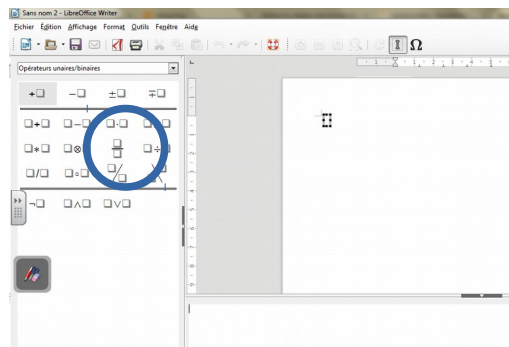 Sans nom 2 - LibreOffice Writer
Fichier Édition Affichage Format Outils Fenêtre Aide
Opérateurs unaires/binaires
+□ −□ ±□ ∓□
□+□ □−□ □·□
□∗□ □⊗□ □÷□
□/□ □∘□
¬□ □∧□ □∨□